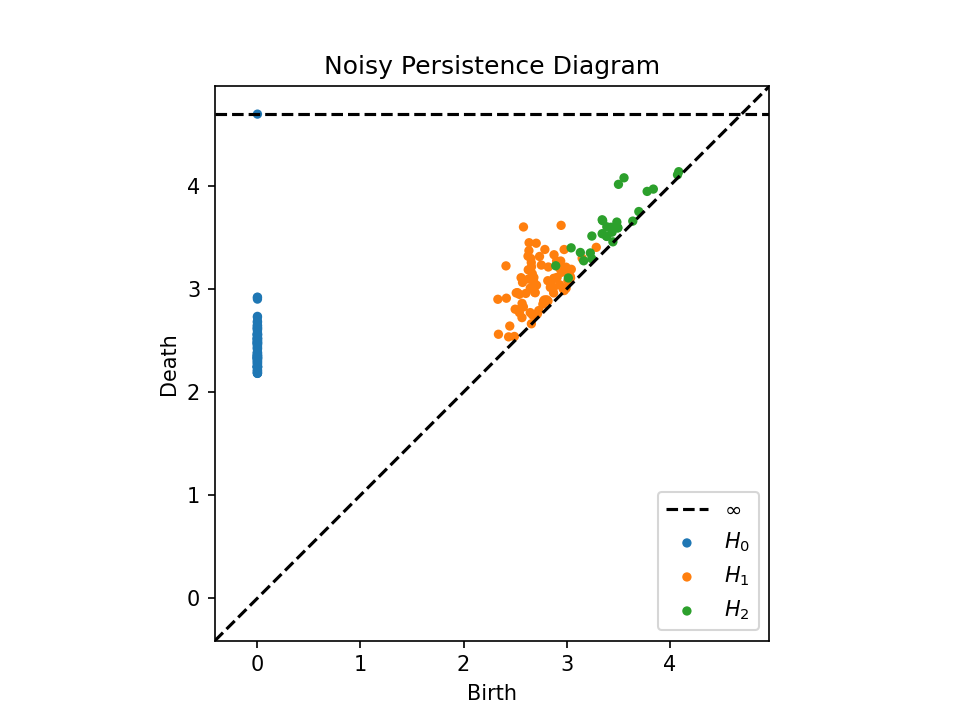 Noisy Persistence Diagram
4
3
2
1
0
Death
0 1 2 3 4
Birth
∞
H₀
H₁
H₂